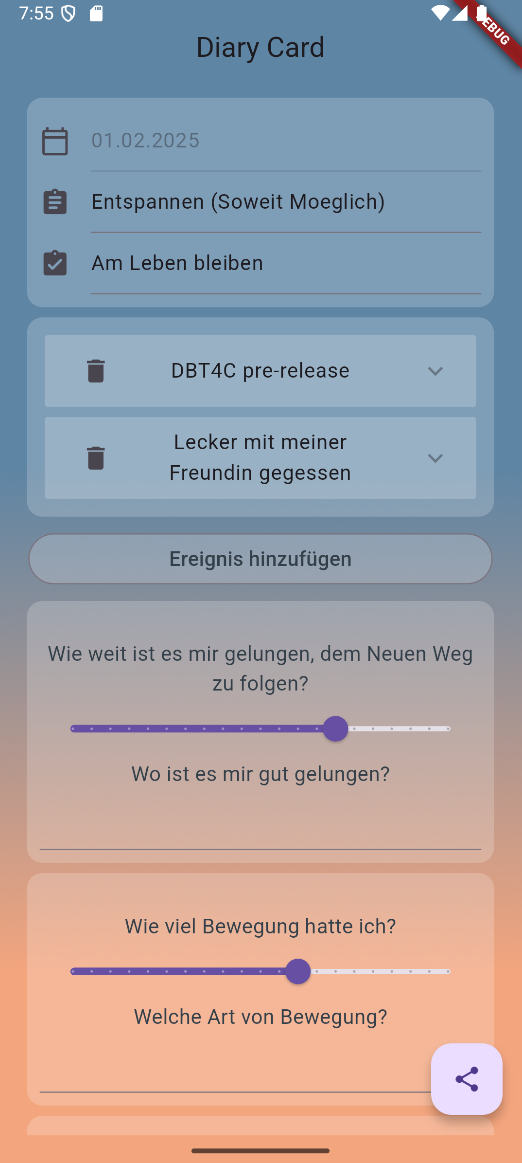 7:55
DEBUG
Diary Card
01.02.2025
Entspannen (Soweit Moeglich)
Am Leben bleiben
DBT4C pre-release
Lecker mit meiner
Freundin gegessen
Ereignis hinzufügen
Wie weit ist es mir gelungen, dem Neuen Weg
zu folgen?
Wo ist es mir gut gelungen?
Wie viel Bewegung hatte ich?
Welche Art von Bewegung?